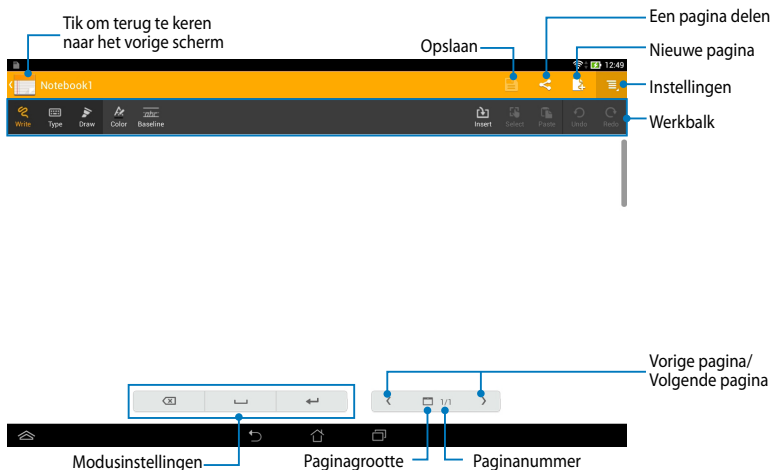 Tik om terug te keren
naar het vorige scherm
Opslaan
Een pagina delen
Nieuwe pagina
Instellingen
Werkbalk
12:49
Notebook1
Write Type Draw Color Baseline Insert Select Paste Undo Redo
abc
Vorige pagina/
Volgende pagina
1/1
Modusinstellingen
Paginagrootte
Paginanummer